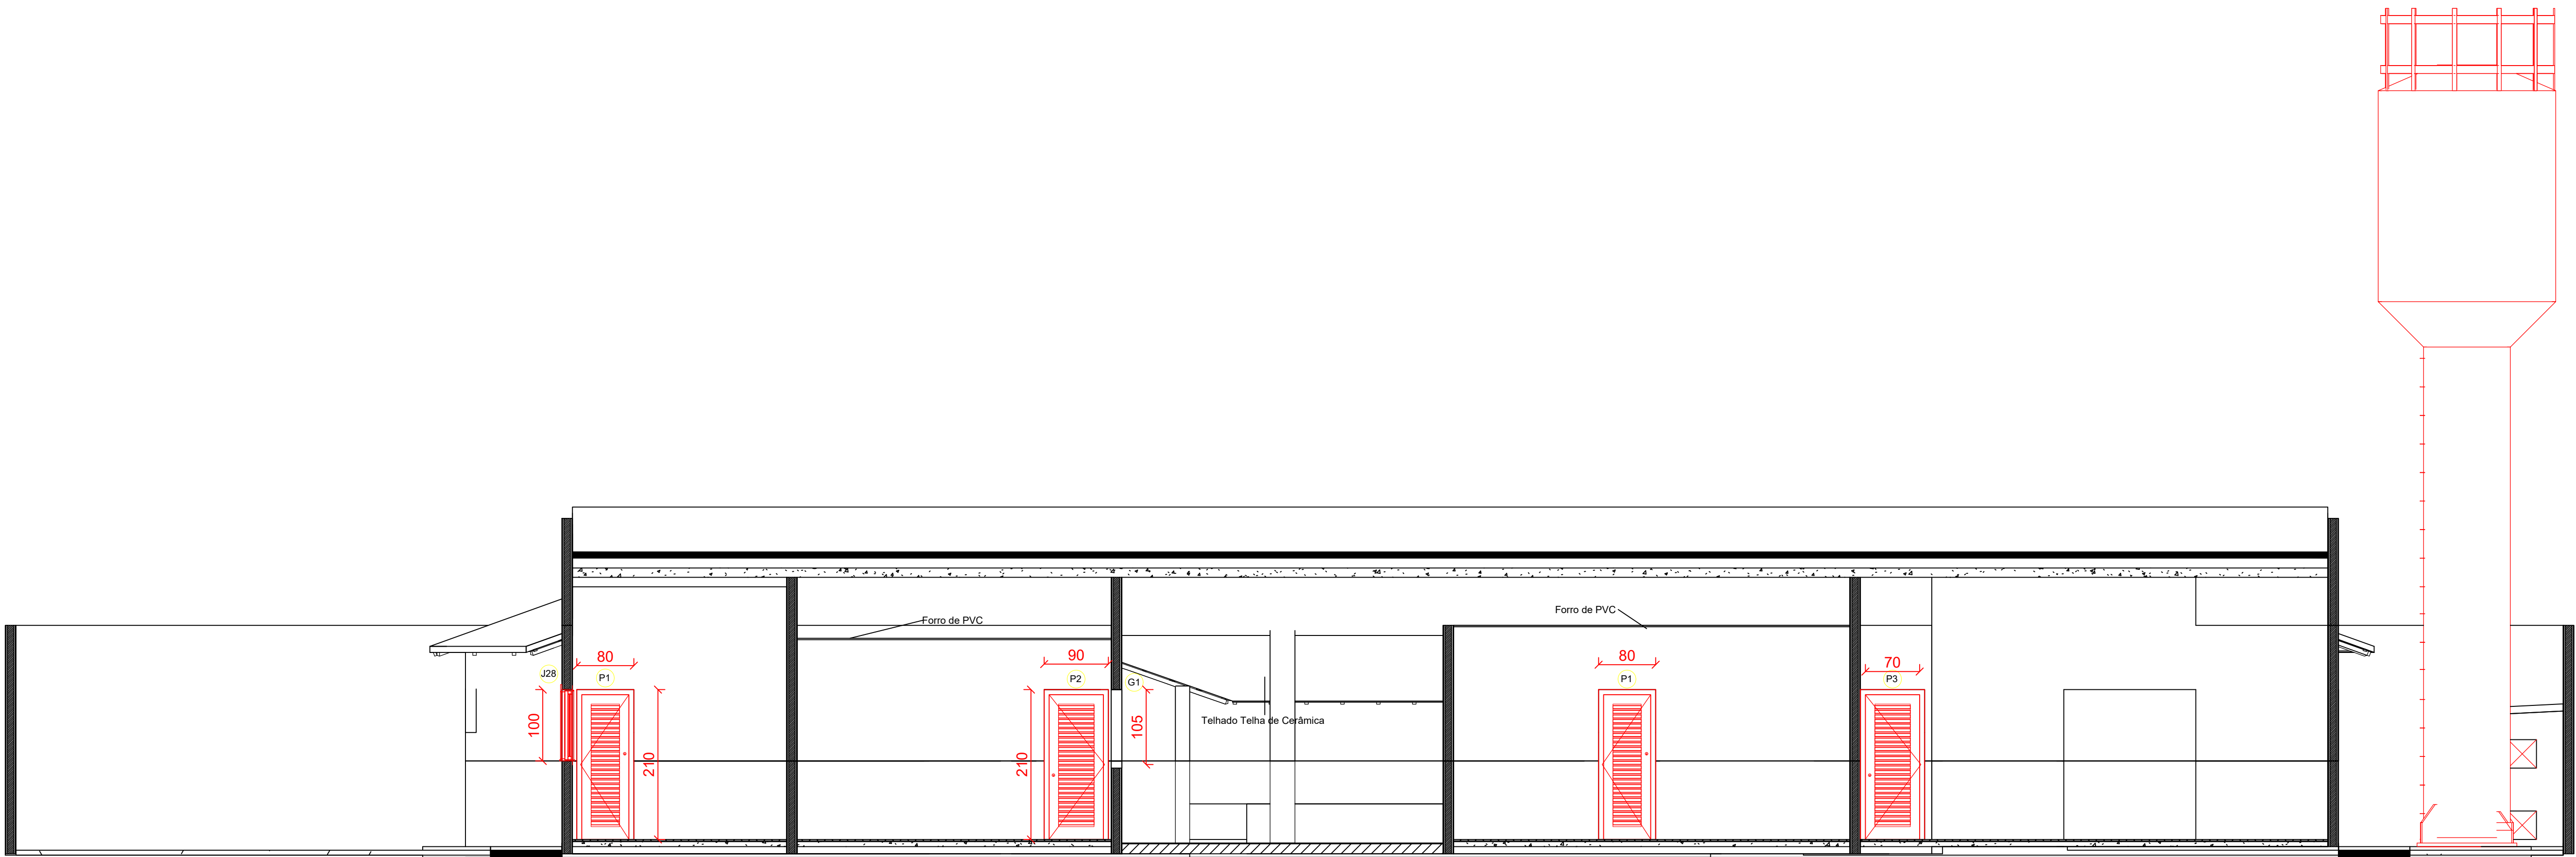 Forro de PVC
Forro de PVC
80
90
80
70
J28
P1
P2
G1
P1
P3
100
210
210
105
Telhado Telha de Cerâmica